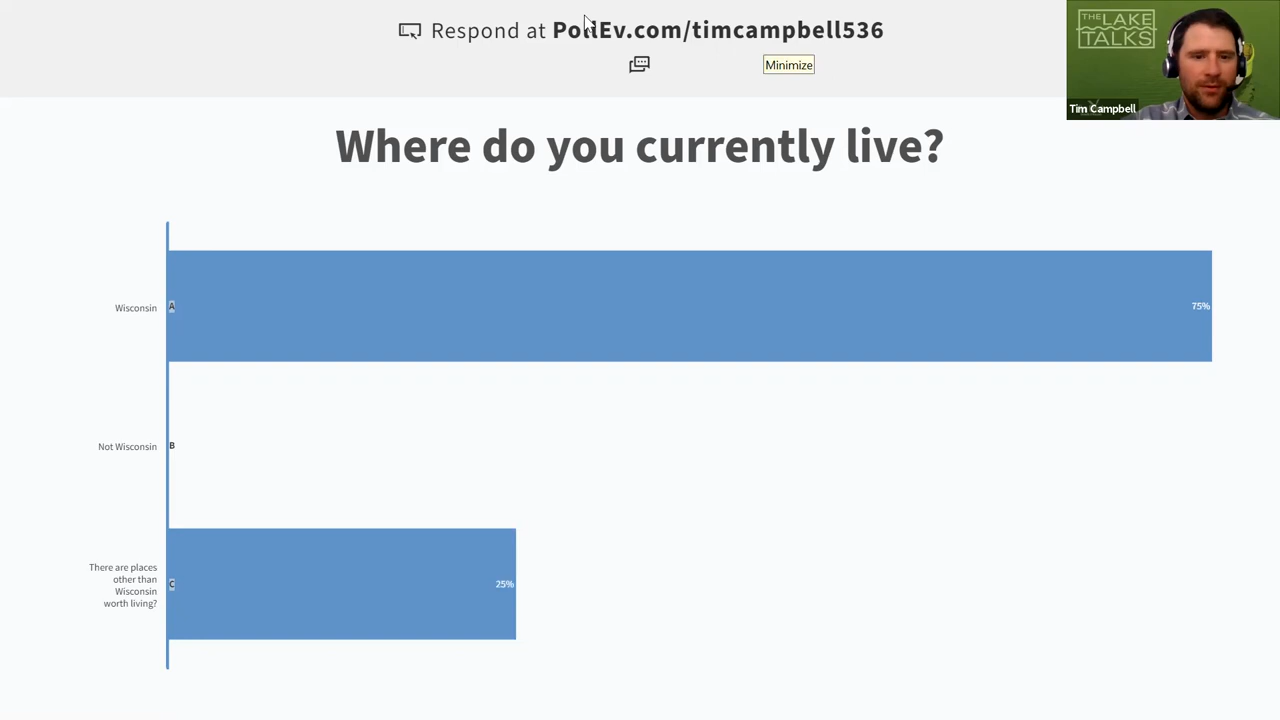 Respond at PollEv.com/timcampbell536
Minimize
THE LAKE
TALKS
Tim Campbell
Where do you currently live?
Wisconsin
A
75%
Not Wisconsin
B
There are places
other than
Wisconsin
worth living?
C
25%